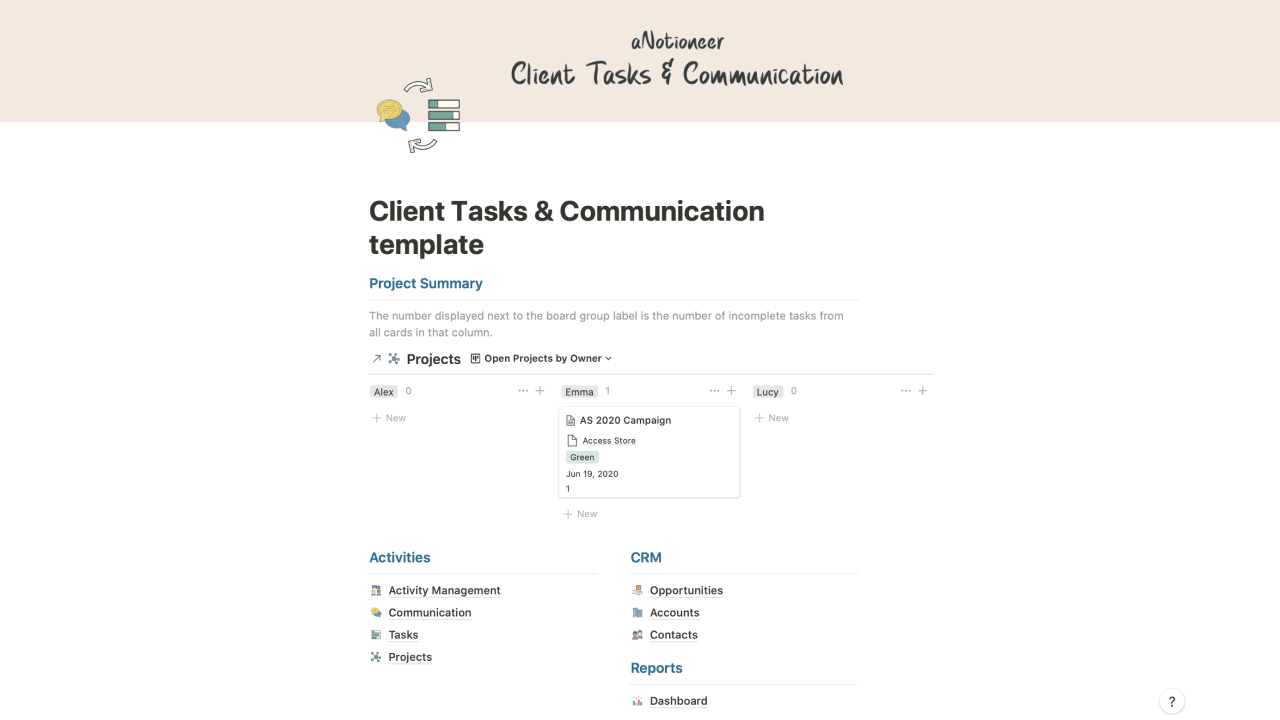 aNotioneer
Client Tasks & Communication
Client Tasks & Communication
template
Project Summary
The number displayed next to the board group label is the number of incomplete tasks from
all cards in that column.
Projects Open Projects by Owner
Alex 0
Emma 1
Lucy 0
New
AS 2020 Campaign
Access Store
Green
Jun 19, 2020
1
New
New
Activities
Activity Management
Communication
Tasks
Projects
CRM
Opportunities
Accounts
Contacts
Reports
Dashboard
?